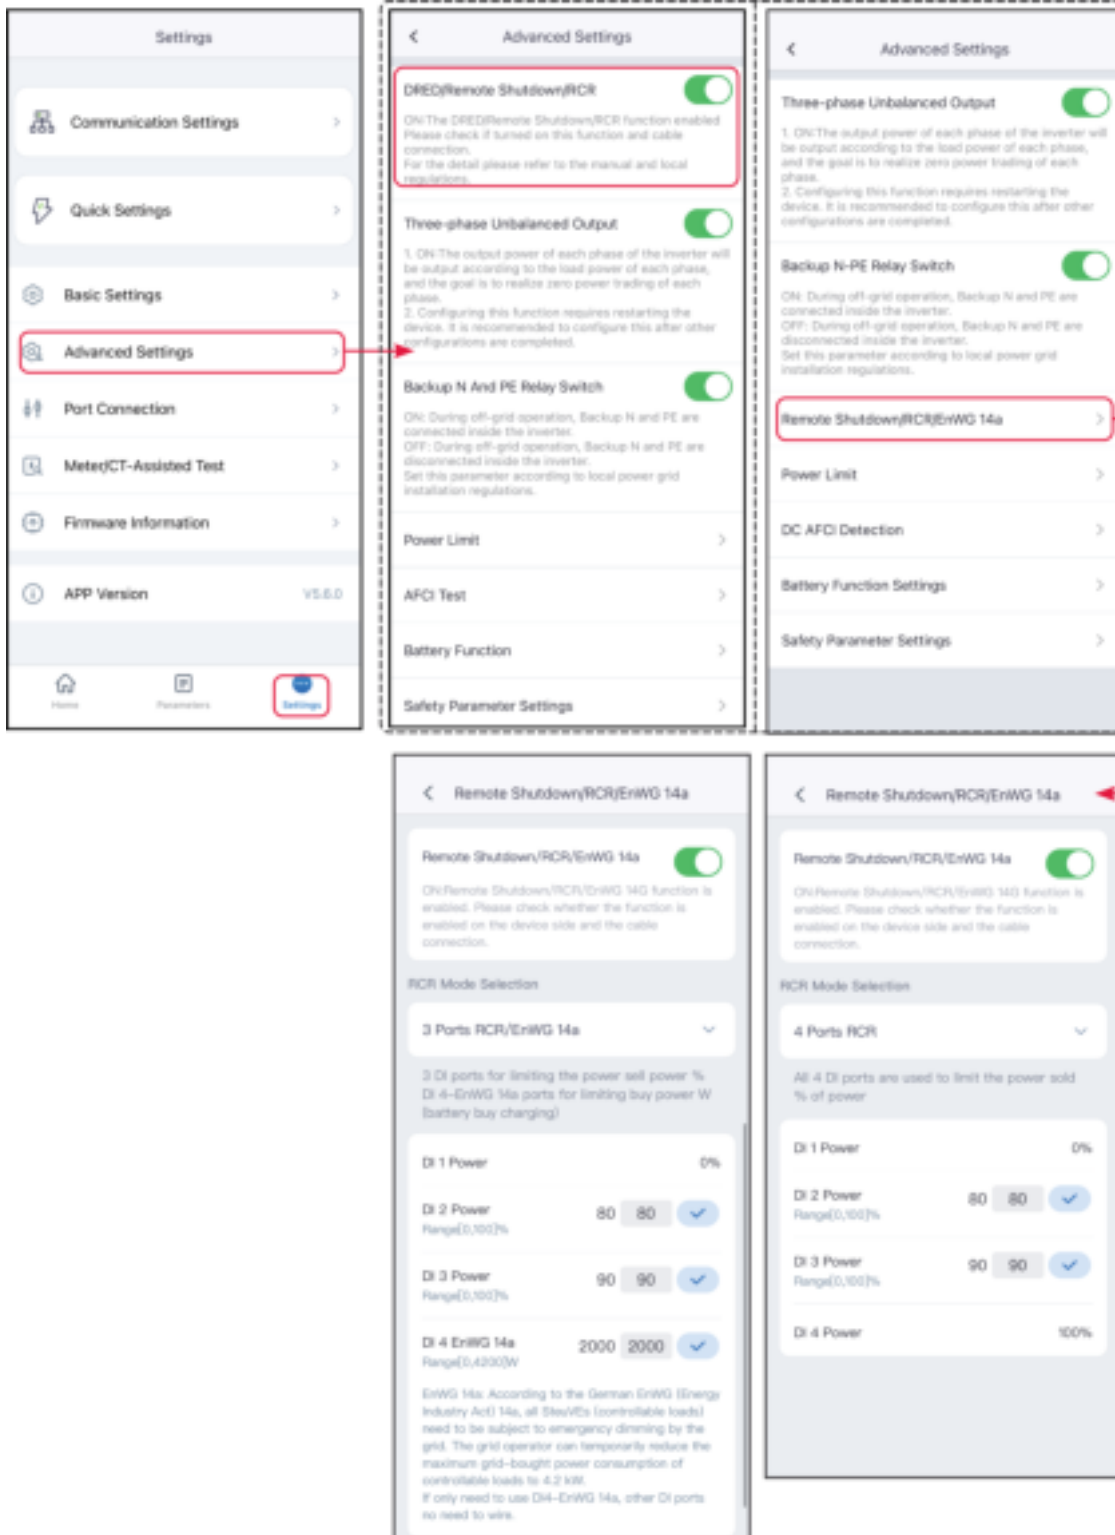 Settings
Communication Settings
Quick Settings
Basic Settings
Advanced Settings
Port Connection
Meter/CT-Assisted Test
Firmware Information
APP Version V5.6.0
Home Parameters Settings
Advanced Settings
DRED/Remote Shutdown/RCR
ON:The DRED/Remote Shutdown/RCR function enabled
Please check if turned on this function and cable
connection.
For the detail please refer to the manual and local
regulations.
Three-phase Unbalanced Output
1. ON:The output power of each phase of the inverter will
be output according to the load power of each phase,
and the goal is to realize zero power trading of each
phase.
2. Configuring this function requires restarting the
device. It is recommended to configure this after other
configurations are completed.
Backup N And PE Relay Switch
ON: During off-grid operation, Backup N and PE are
connected inside the inverter.
OFF: During off-grid operation, Backup N and PE are
disconnected inside the inverter.
Set this parameter according to local power grid
installation regulations.
Power Limit
AFCI Test
Battery Function
Safety Parameter Settings
Advanced Settings
Three-phase Unbalanced Output
1. ON:The output power of each phase of the inverter will
be output according to the load power of each phase,
and the goal is to realize zero power trading of each
phase.
2. Configuring this function requires restarting the
device. It is recommended to configure this after other
configurations are completed.
Backup N-PE Relay Switch
ON: During off-grid operation, Backup N and PE are
connected inside the inverter.
OFF: During off-grid operation, Backup N and PE are
disconnected inside the inverter.
Set this parameter according to local power grid
installation regulations.
Remote Shutdown/RCR/EnWG 14a
Power Limit
DC AFCI Detection
Battery Function Settings
Safety Parameter Settings
Remote Shutdown/RCR/EnWG 14a
Remote Shutdown/RCR/EnWG 14a
ON:Remote Shutdown/RCR/EnWG 14G function is
enabled. Please check whether the function is
enabled on the device side and the cable
connection.
RCR Mode Selection
3 Ports RCR/EnWG 14a
3 DI ports for limiting the power sell power %
DI 4-EnWG 14a ports for limiting buy power W
(battery buy charging)
DI 1 Power 0%
DI 2 Power 80 80
Range[0,100]%
DI 3 Power 90 90
Range[0,100]%
DI 4 EnWG 14a 2000 2000
Range[0,4200]W
EnWG 14a: According to the German EnWG (Energy
Industry Act) 14a, all SteuVEs (controllable loads)
need to be subject to emergency dimming by the
grid. The grid operator can temporarily reduce the
maximum grid-bought power consumption of
controllable loads to 4.2 kW.
If only need to use DI4-EnWG 14a, other DI ports
no need to wire.
Remote Shutdown/RCR/EnWG 14a
Remote Shutdown/RCR/EnWG 14a
ON:Remote Shutdown/RCR/EnWG 14G function is
enabled. Please check whether the function is
enabled on the device side and the cable
connection.
RCR Mode Selection
4 Ports RCR
All 4 DI ports are used to limit the power sold
% of power
DI 1 Power 0%
DI 2 Power 80 80
Range[0,100]%
DI 3 Power 90 90
Range[0,100]%
DI 4 Power 100%